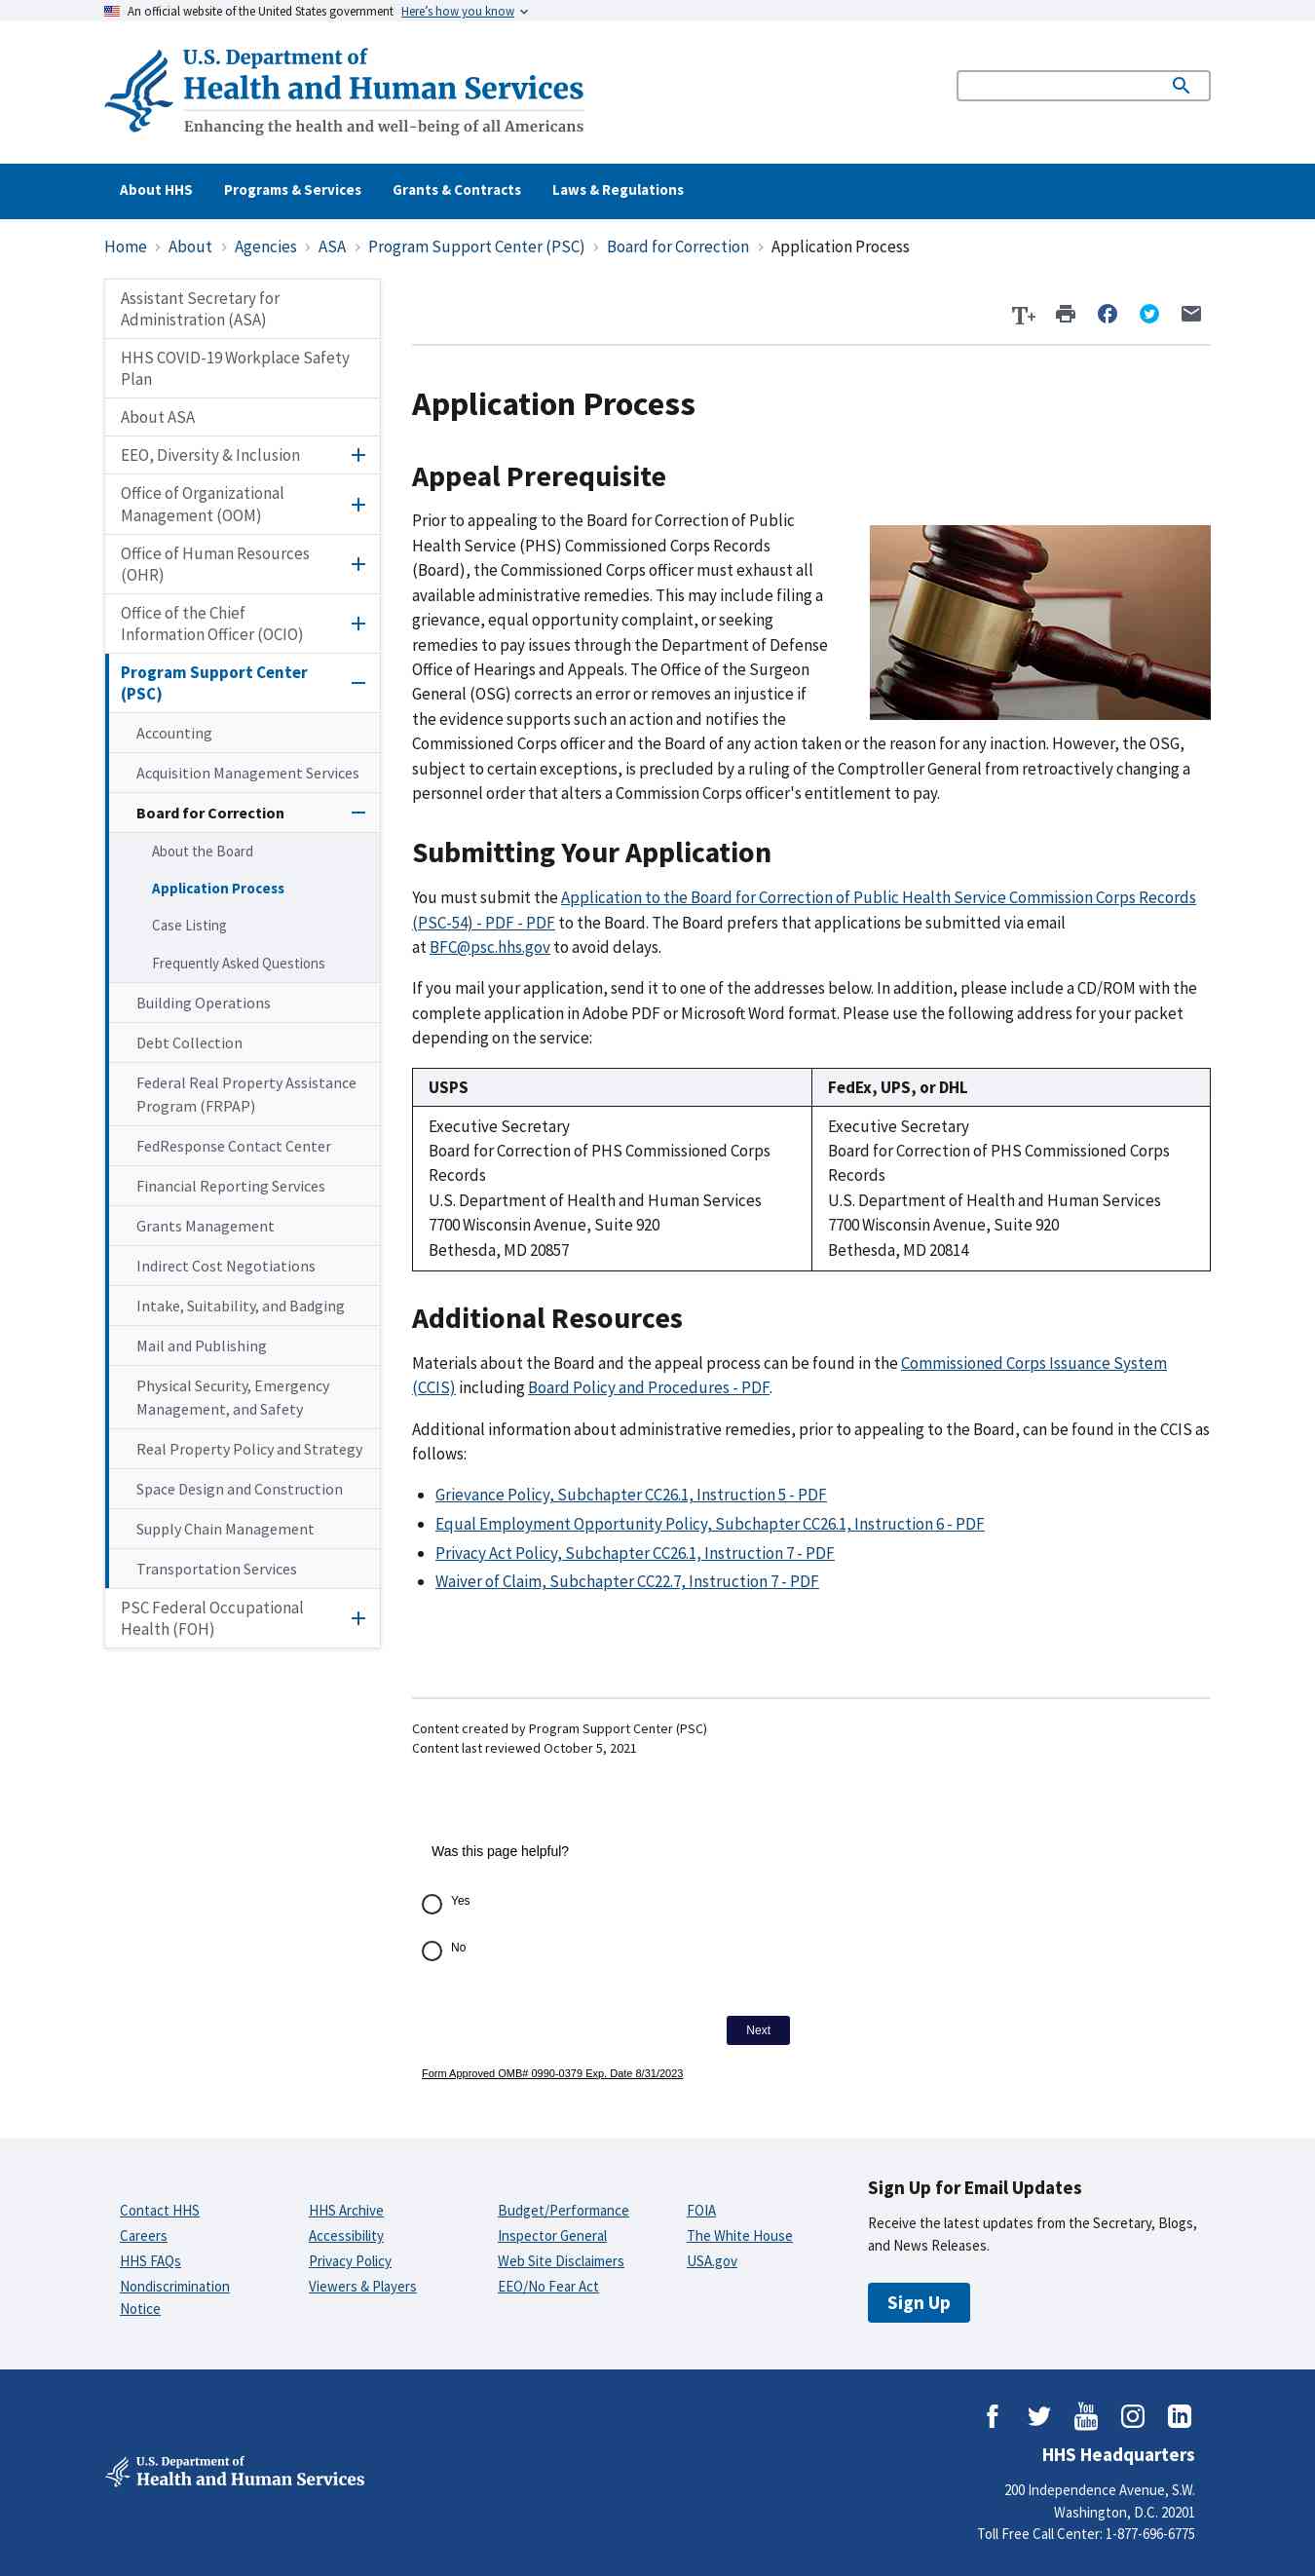 An official website of the United States government Here's how you know
U.S. Department of
Health and Human Services
Enhancing the health and well-being of all Americans
About HHS Programs & Services Grants & Contracts Laws & Regulations
Home > About > Agencies > ASA > Program Support Center (PSC) > Board for Correction > Application Process
Assistant Secretary for
Administration (ASA)
HHS COVID-19 Workplace Safety
Plan
About ASA
EEO, Diversity & Inclusion
Office of Organizational
Management (OOM)
Office of Human Resources
(OHR)
Office of the Chief
Information Officer (OCIO)
Program Support Center
(PSC)
Accounting
Acquisition Management Services
Board for Correction
About the Board
Application Process
Case Listing
Frequently Asked Questions
Building Operations
Debt Collection
Federal Real Property Assistance
Program (FRPAP)
FedResponse Contact Center
Financial Reporting Services
Grants Management
Indirect Cost Negotiations
Intake, Suitability, and Badging
Mail and Publishing
Physical Security, Emergency
Management, and Safety
Real Property Policy and Strategy
Space Design and Construction
Supply Chain Management
Transportation Services
PSC Federal Occupational
Health (FOH)
T+
Application Process
Appeal Prerequisite
Prior to appealing to the Board for Correction of Public
Health Service (PHS) Commissioned Corps Records
(Board), the Commissioned Corps officer must exhaust all
available administrative remedies. This may include filing a
grievance, equal opportunity complaint, or seeking
remedies to pay issues through the Department of Defense
Office of Hearings and Appeals. The Office of the Surgeon
General (OSG) corrects an error or removes an injustice if
the evidence supports such an action and notifies the
Commissioned Corps officer and the Board of any action taken or the reason for any inaction. However, the OSG,
subject to certain exceptions, is precluded by a ruling of the Comptroller General from retroactively changing a
personnel order that alters a Commission Corps officer's entitlement to pay.
Submitting Your Application
You must submit the Application to the Board for Correction of Public Health Service Commission Corps Records
(PSC-54) - PDF - PDF to the Board. The Board prefers that applications be submitted via email
at BFC@psc.hhs.gov to avoid delays.
If you mail your application, send it to one of the addresses below. In addition, please include a CD/ROM with the
complete application in Adobe PDF or Microsoft Word format. Please use the following address for your packet
depending on the service:
USPS
Executive Secretary
Board for Correction of PHS Commissioned Corps
Records
U.S. Department of Health and Human Services
7700 Wisconsin Avenue, Suite 920
Bethesda, MD 20857
FedEx, UPS, or DHL
Executive Secretary
Board for Correction of PHS Commissioned Corps
Records
U.S. Department of Health and Human Services
7700 Wisconsin Avenue, Suite 920
Bethesda, MD 20814
Additional Resources
Materials about the Board and the appeal process can be found in the Commissioned Corps Issuance System
(CCIS) including Board Policy and Procedures - PDF.
Additional information about administrative remedies, prior to appealing to the Board, can be found in the CCIS as
follows:
Grievance Policy, Subchapter CC26.1, Instruction 5 - PDF
Equal Employment Opportunity Policy, Subchapter CC26.1, Instruction 6 - PDF
Privacy Act Policy, Subchapter CC26.1, Instruction 7 - PDF
Waiver of Claim, Subchapter CC22.7, Instruction 7 - PDF
Content created by Program Support Center (PSC)
Content last reviewed October 5, 2021
Was this page helpful?
Yes
No
Next
Form Approved OMB# 0990-0379 Exp. Date 8/31/2023
Contact HHS
Careers
HHS FAQs
Nondiscrimination
Notice
HHS Archive
Accessibility
Privacy Policy
Viewers & Players
Budget/Performance
Inspector General
Web Site Disclaimers
EEO/No Fear Act
FOIA
The White House
USA.gov
Sign Up for Email Updates
Receive the latest updates from the Secretary, Blogs,
and News Releases.
Sign Up
You
Tube
U.S. Department of
Health and Human Services
HHS Headquarters
200 Independence Avenue, S.W.
Washington, D.C. 20201
Toll Free Call Center: 1-877-696-6775